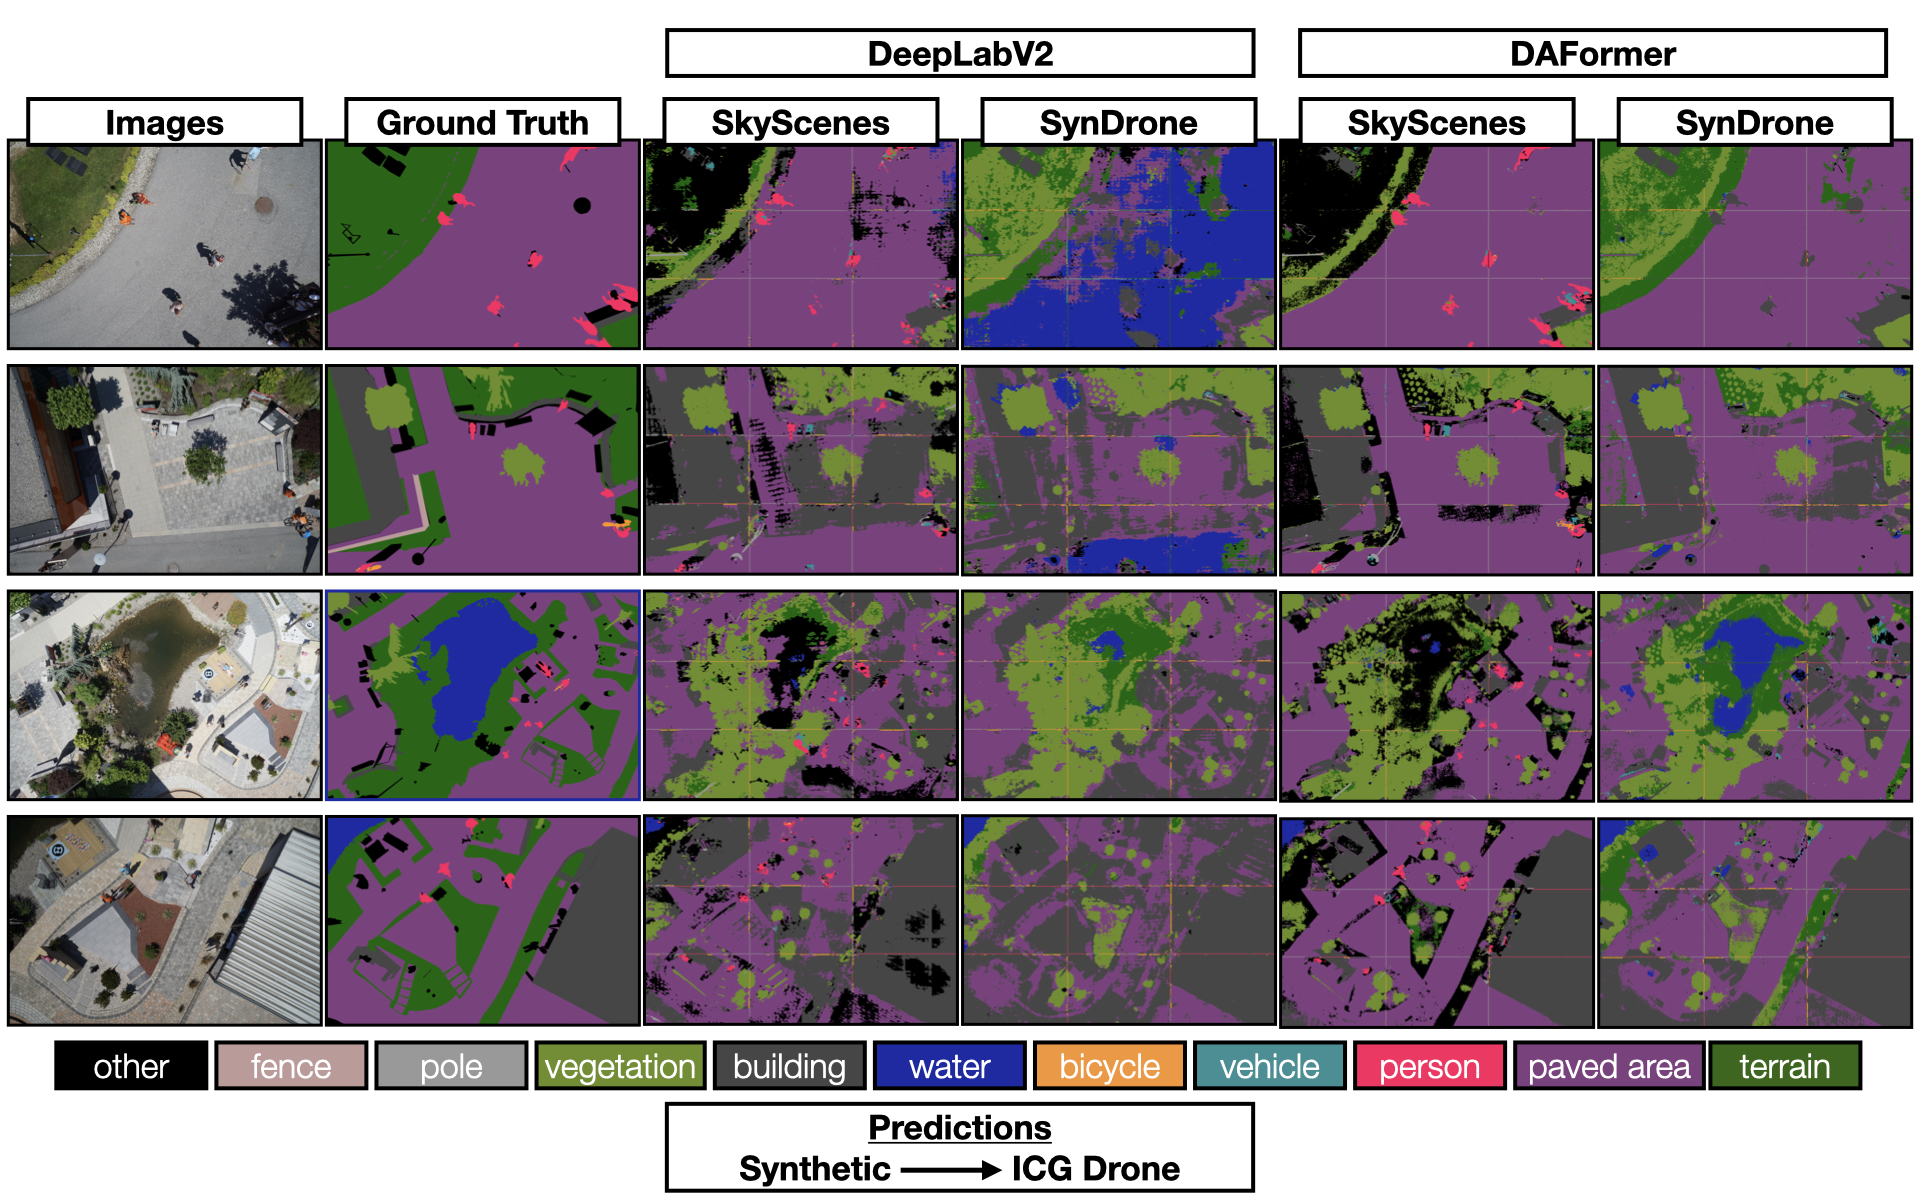 DeepLabV2
DAFormer
Images
Ground Truth
SkyScenes
SynDrone
SkyScenes
SynDrone
other
fence
pole
vegetation
building
water
bicycle
vehicle
person
paved area
terrain
Predictions
Synthetic → ICG Drone